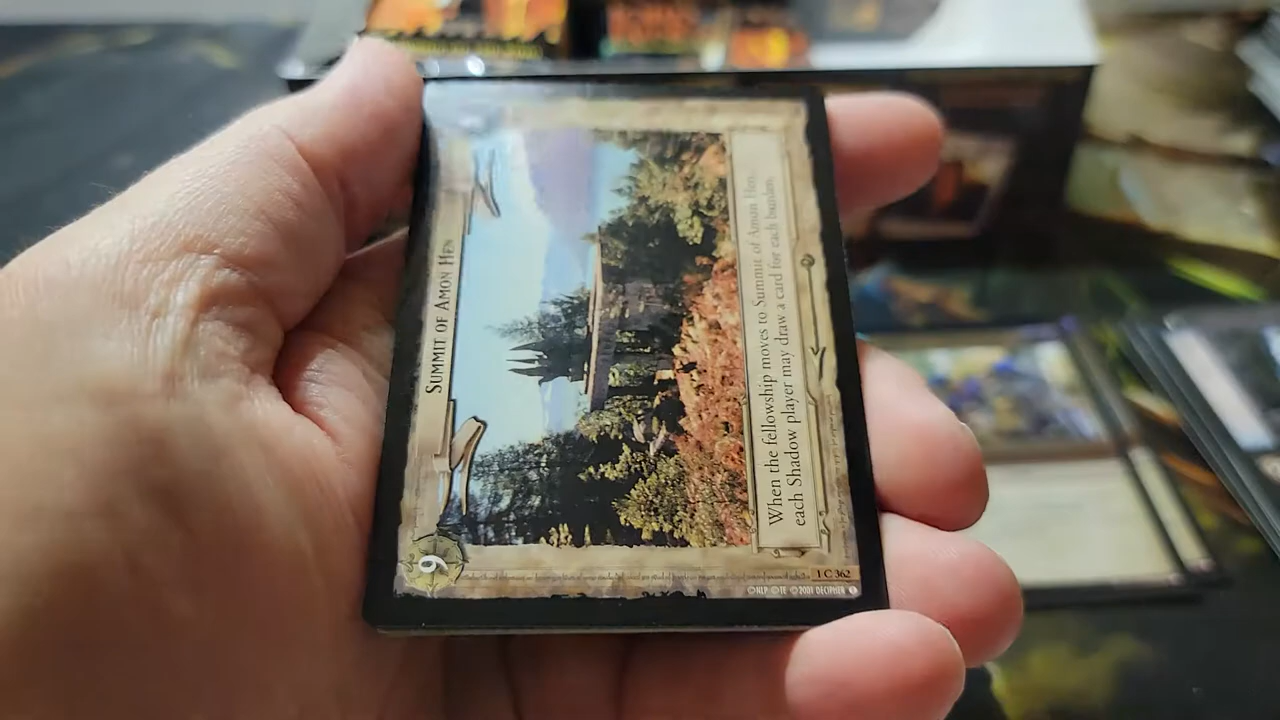 SUMMIT OF AMON HEN
When the fellowship moves to Summit of Amon Hen,
each Shadow player may draw a card for each burden.
9
1 C 362
©NLP ©TE ©2001 DECIPHER